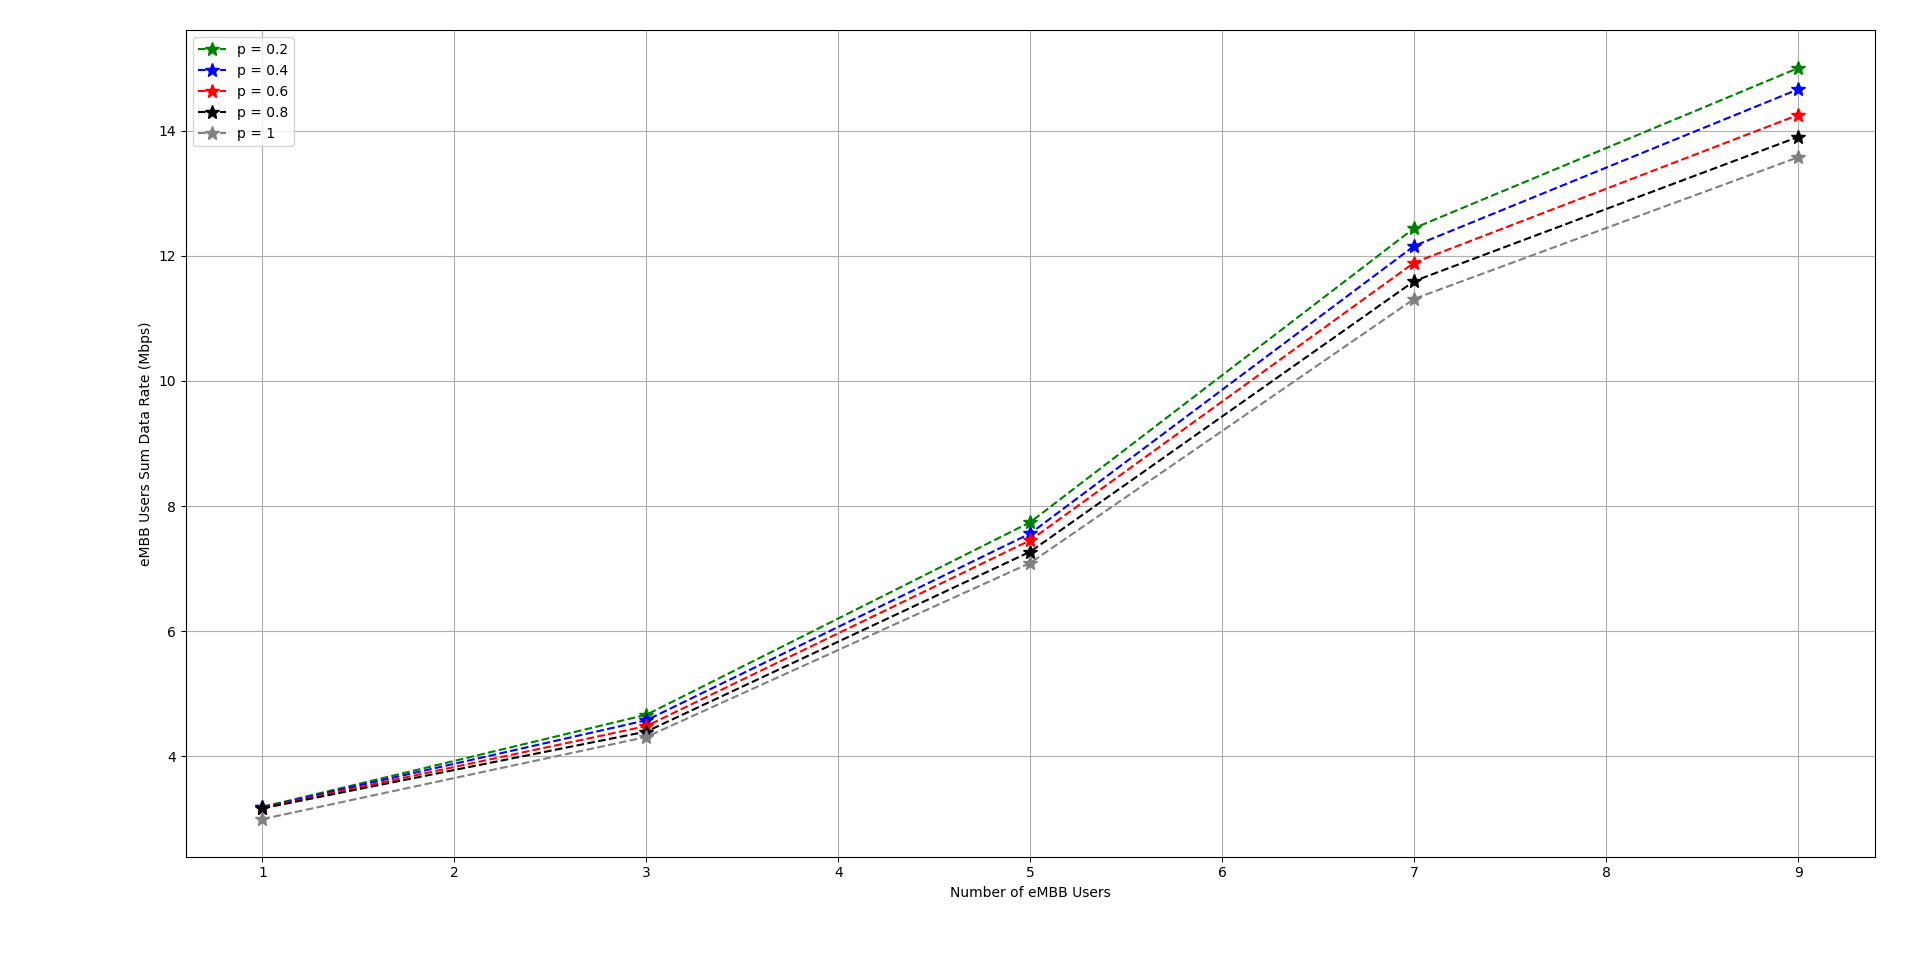 p = 0.2
p = 0.4
p = 0.6
p = 0.8
p = 1
14
12
10
8
6
4
eMBB Users Sum Data Rate (Mbps)
1 2 3 4 5 6 7 8 9
Number of eMBB Users